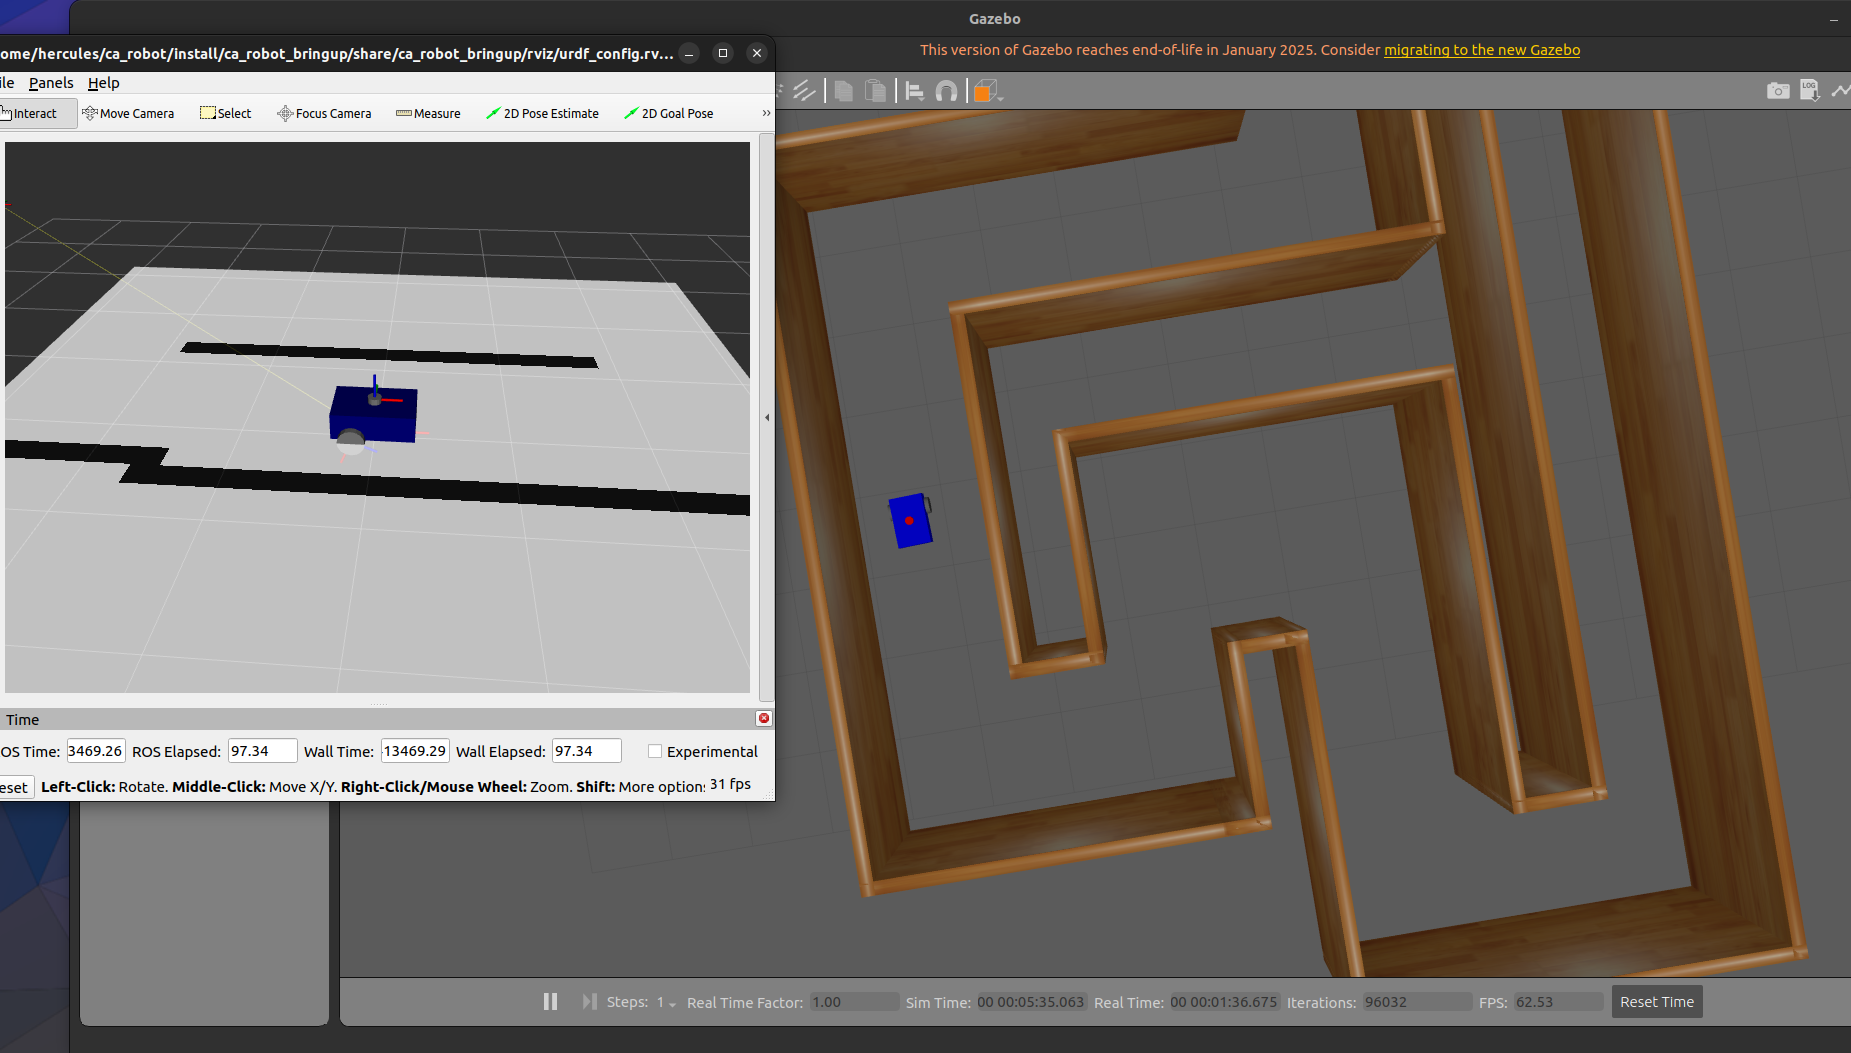 Gazebo
This version of Gazebo reaches end-of-life in January 2025. Consider migrating to the new Gazebo
ome/hercules/ca_robot/install/ca_robot_bringup/share/ca_robot_bringup/rviz/urdf_config.rv...
ile Panels Help
Interact Move Camera Select Focus Camera Measure 2D Pose Estimate 2D Goal Pose »
LOG
Time
OS Time: 3469.26 ROS Elapsed: 97.34 Wall Time: 13469.29 Wall Elapsed: 97.34 Experimental
eset Left-Click: Rotate. Middle-Click: Move X/Y. Right-Click/Mouse Wheel: Zoom. Shift: More option: 31 fps
Steps: 1 Real Time Factor: 1.00 Sim Time: 00 00:05:35.063 Real Time: 00 00:01:36.675 Iterations: 96032 FPS: 62.53 Reset Time